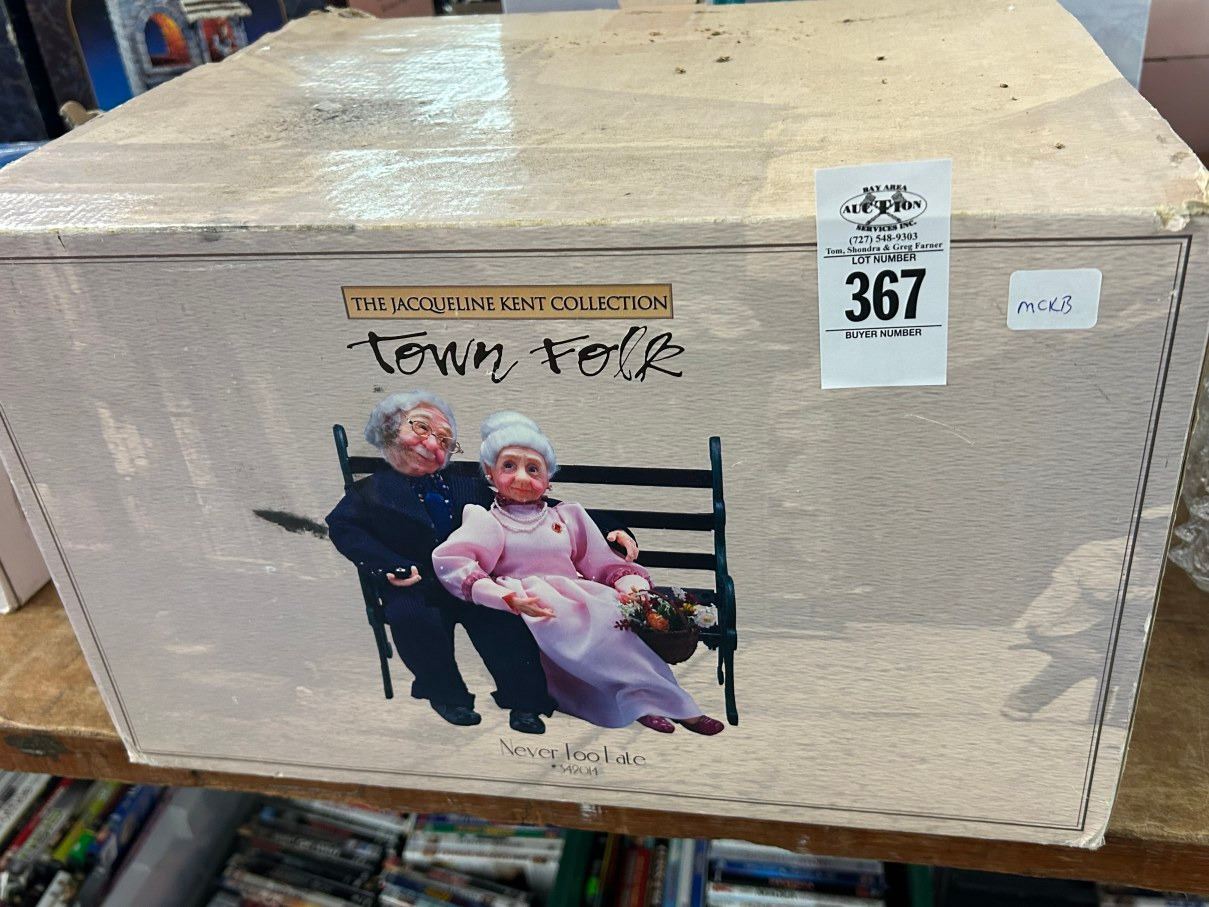 THE JACQUELINE KENT COLLECTION
Town Folk
Never Too Late
BAY AREA
AUCTION
SERVICES INC.
(727) 548-9303
Tom, Shondra & Greg Farner
LOT NUMBER
367
BUYER NUMBER
MCKB